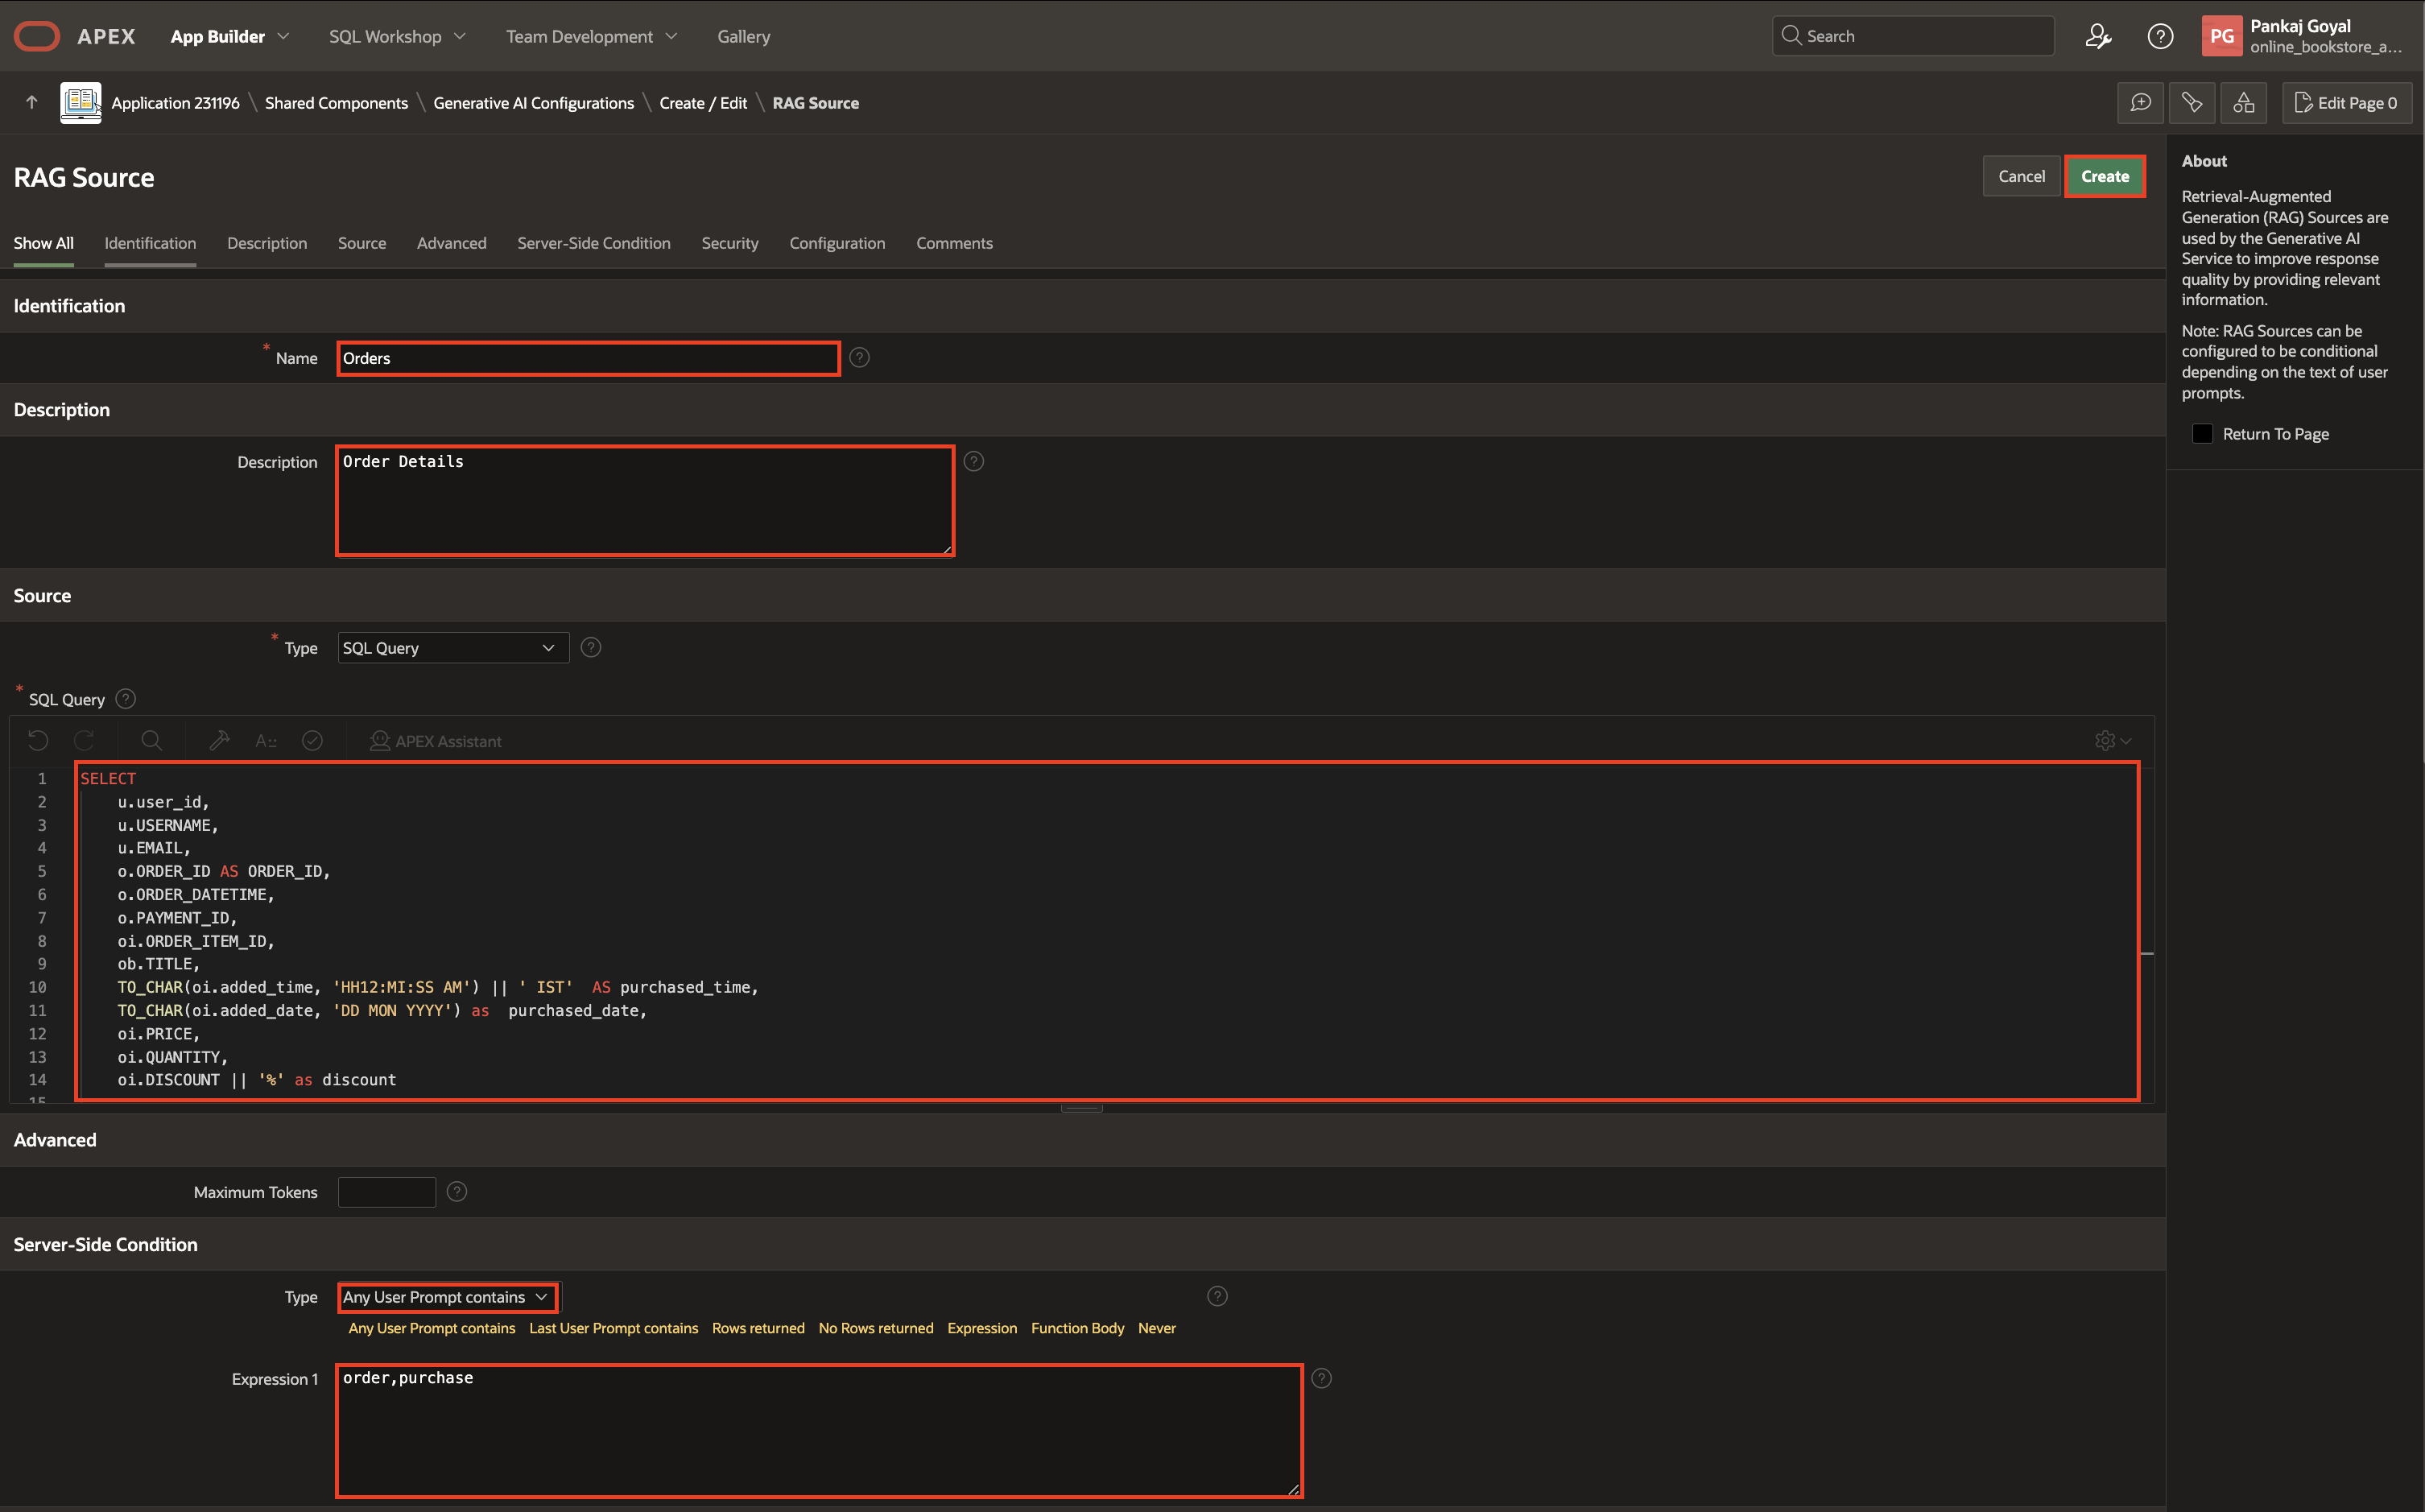 APEX App Builder SQL Workshop Team Development Gallery Search PG Pankaj Goyal
online_bookstore_a...
Application 231196 \ Shared Components \ Generative AI Configurations \ Create / Edit \ RAG Source Edit Page 0
RAG Source Cancel Create
Show All Identification Description Source Advanced Server-Side Condition Security Configuration Comments
Identification
* Name Orders
Description
Description Order Details
Source
* Type SQL Query
* SQL Query
A:: APEX Assistant
1 SELECT
2 u.user_id,
3 u.USERNAME,
4 u.EMAIL,
5 o.ORDER_ID AS ORDER_ID,
6 o.ORDER_DATETIME,
7 o.PAYMENT_ID,
8 oi.ORDER_ITEM_ID,
9 ob.TITLE,
10 TO_CHAR(oi.added_time, 'HH12:MI:SS AM') || ' IST'  AS purchased_time,
11 TO_CHAR(oi.added_date, 'DD MON YYYY') as  purchased_date,
12 oi.PRICE,
13 oi.QUANTITY,
14 oi.DISCOUNT || '%' as discount
15
Advanced
Maximum Tokens
Server-Side Condition
Type Any User Prompt contains
Any User Prompt contains Last User Prompt contains Rows returned No Rows returned Expression Function Body Never
Expression 1 order,purchase
About
Retrieval-Augmented
Generation (RAG) Sources are
used by the Generative AI
Service to improve response
quality by providing relevant
information.
Note: RAG Sources can be
configured to be conditional
depending on the text of user
prompts.
Return To Page